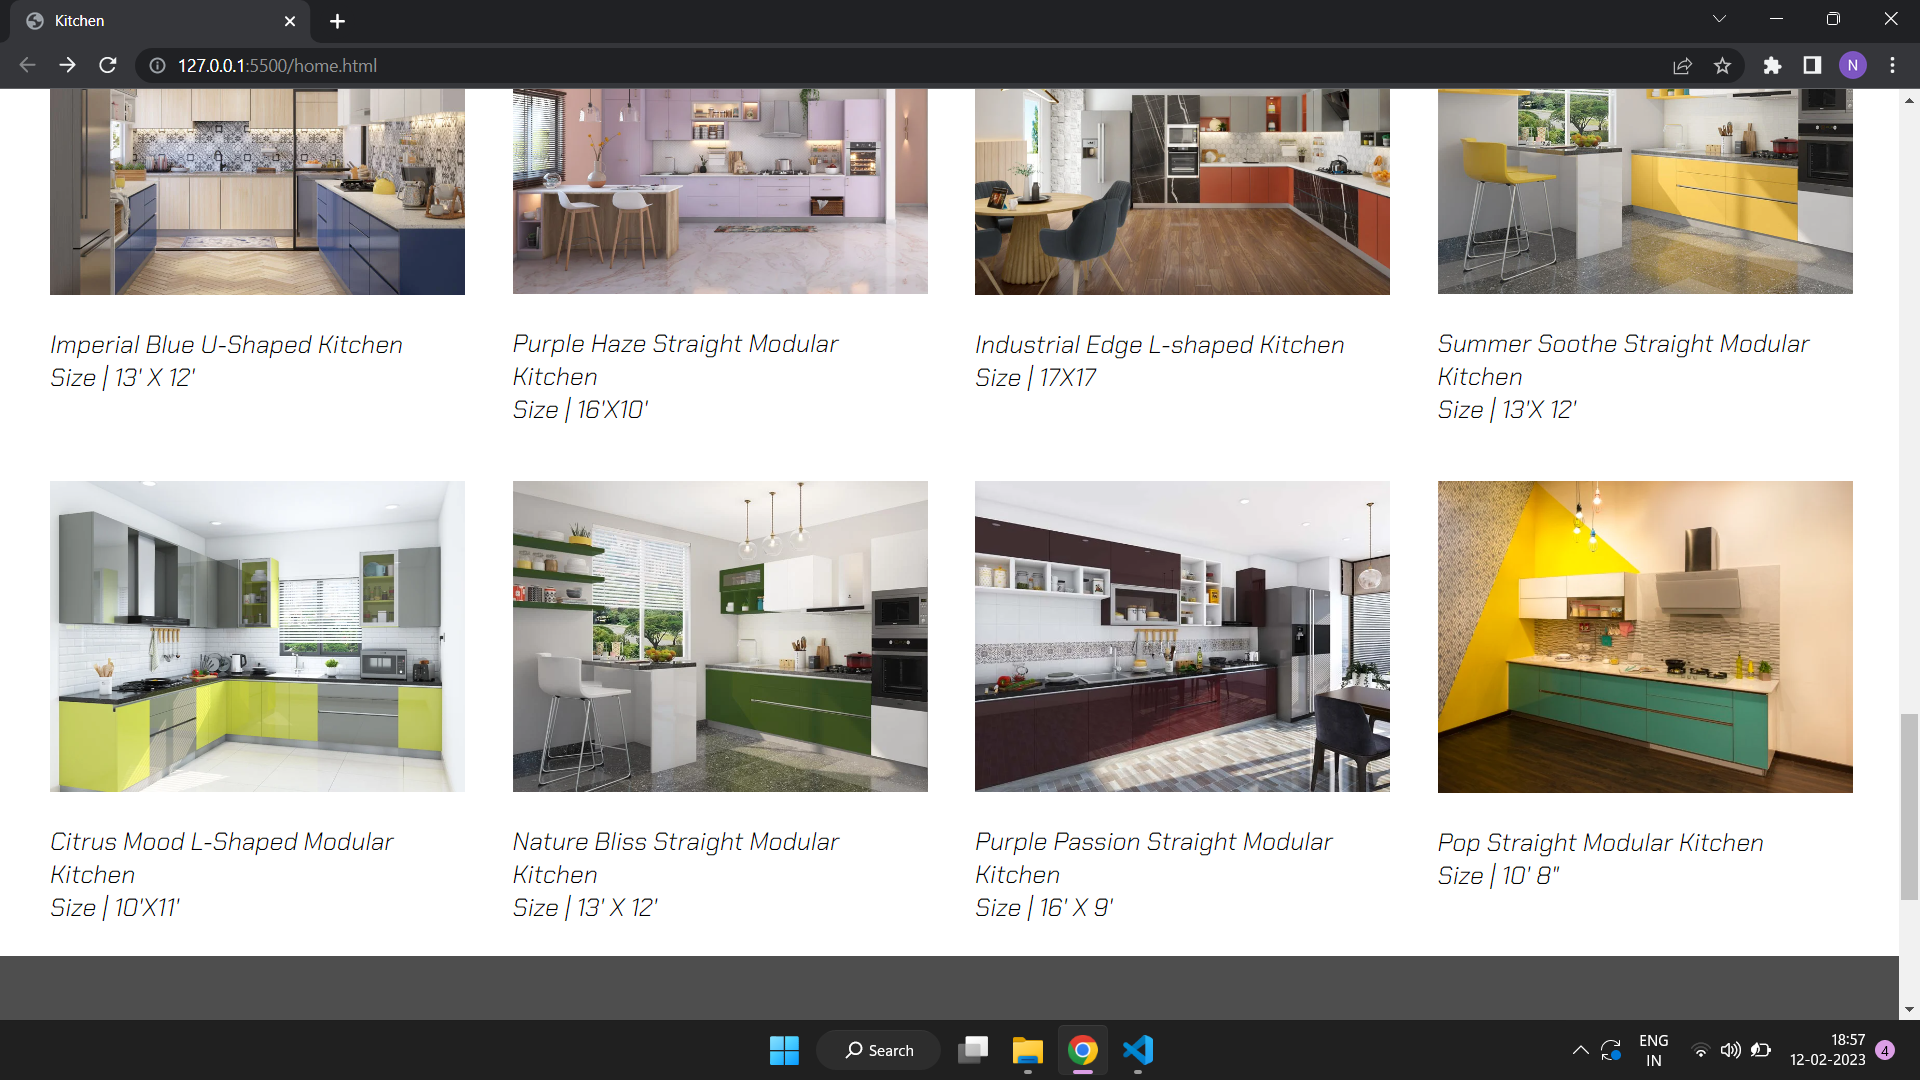 Kitchen
127.0.0.1:5500/home.html
N
Imperial Blue U-Shaped Kitchen
Size | 13' X 12'
Purple Haze Straight Modular
Kitchen
Size | 16'X10'
Industrial Edge L-shaped Kitchen
Size | 17X17
Summer Soothe Straight Modular
Kitchen
Size | 13'X 12'
Citrus Mood L-Shaped Modular
Kitchen
Size | 10'X11'
Nature Bliss Straight Modular
Kitchen
Size | 13' X 12'
Purple Passion Straight Modular
Kitchen
Size | 16' X 9'
Pop Straight Modular Kitchen
Size | 10' 8"
Search
ENG
IN
18:57
12-02-2023
4